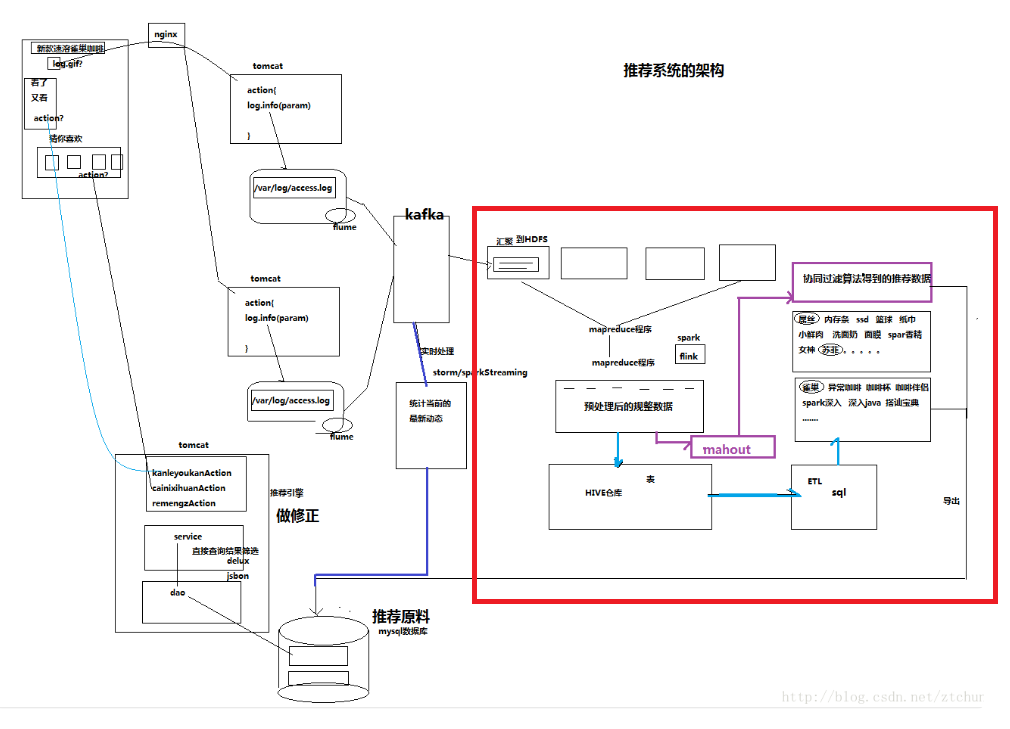 推荐系统的架构
nginx
新款速溶雀巢咖啡
log.gif?
看了
又看
action?
猜你喜欢
action?
tomcat
action{
log.info(param)
}
/var/log/access.log
flume
tomcat
action{
log.info(param)
}
/var/log/access.log
flume
kafka
实时处理
storm/sparkStreaming
统计当前的
最新动态
tomcat
kanleyoukanAction
cainixihuanAction
remengzAction
推荐引擎
做修正
service
直接查询结果筛选
delux
jsbon
dao
推荐原料
mysql数据库
汇聚 到HDFS
mapreduce程序
mapreduce程序
spark
flink
预处理后的规整数据
mahout
表
HIVE仓库
ETL
sql
协同过滤算法得到的推荐数据
屌丝 内存条 ssd 篮球 纸巾
小鲜肉 洗面奶 面膜 spar香精
女神 苏菲。。。。。
雀巢 异常咖啡 咖啡杯 咖啡伴侣
spark深入 深入java 搭讪宝典
.......
导出
http://blog.csdn.net/ztchur